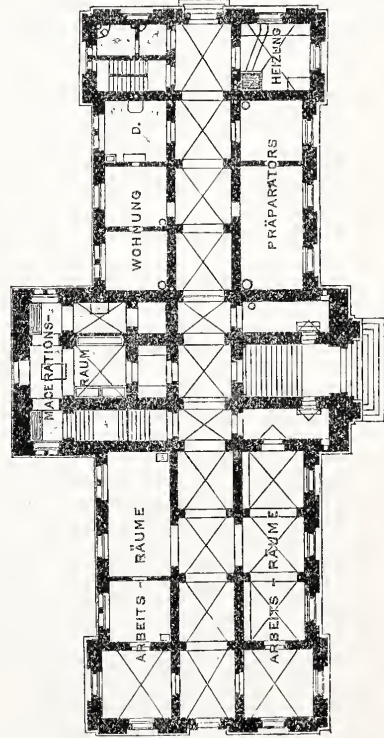 HEIZUNG
WOHNUNG D.
PRÄPARATORS
MACERATIONS-
RAUM
ARBEITS - RÄUME
ARBEITS - RÄUME